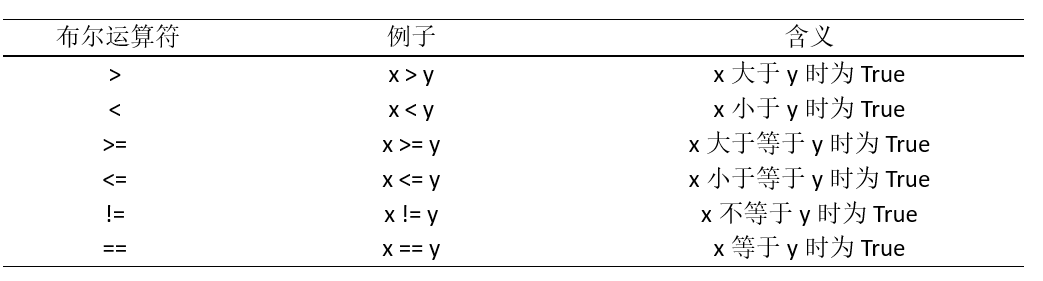 布尔运算符 例子 含义
> x > y x 大于 y 时为 True
< x < y x 小于 y 时为 True
>= x >= y x 大于等于 y 时为 True
<= x <= y x 小于等于 y 时为 True
!= x != y x 不等于 y 时为 True
== x == y x 等于 y 时为 True